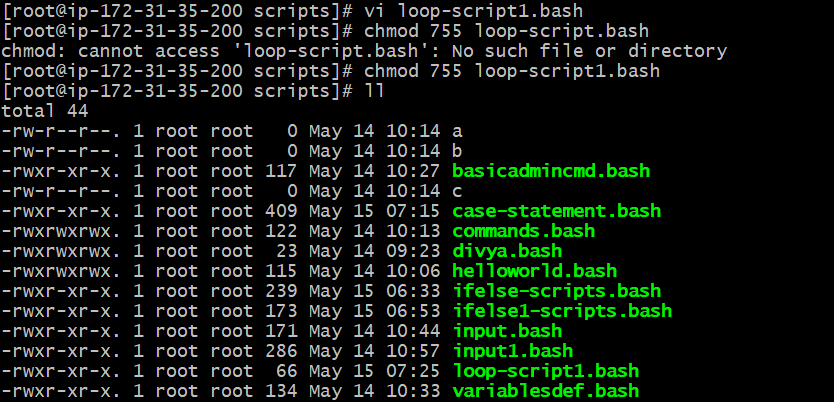 [root@ip-172-31-35-200 scripts]# vi loop-script1.bash
[root@ip-172-31-35-200 scripts]# chmod 755 loop-script.bash
chmod: cannot access 'loop-script.bash': No such file or directory
[root@ip-172-31-35-200 scripts]# chmod 755 loop-script1.bash
[root@ip-172-31-35-200 scripts]# ll
total 44
-rw-r--r--. 1 root root   0 May 14 10:14 a
-rw-r--r--. 1 root root   0 May 14 10:14 b
-rwxr-xr-x. 1 root root 117 May 14 10:27 basicadmincmd.bash
-rw-r--r--. 1 root root   0 May 14 10:14 c
-rwxr-xr-x. 1 root root 409 May 15 07:15 case-statement.bash
-rwxrwxrwx. 1 root root 122 May 14 10:13 commands.bash
-rwxrwxrwx. 1 root root  23 May 14 09:23 divya.bash
-rwxrwxrwx. 1 root root 115 May 14 10:06 helloworld.bash
-rwxr-xr-x. 1 root root 239 May 15 06:33 ifelse-scripts.bash
-rwxr-xr-x. 1 root root 173 May 15 06:53 ifelse1-scripts.bash
-rwxr-xr-x. 1 root root 171 May 14 10:44 input.bash
-rwxr-xr-x. 1 root root 286 May 14 10:57 input1.bash
-rwxr-xr-x. 1 root root  66 May 15 07:25 loop-script1.bash
-rwxr-xr-x. 1 root root 134 May 14 10:33 variablesdef.bash